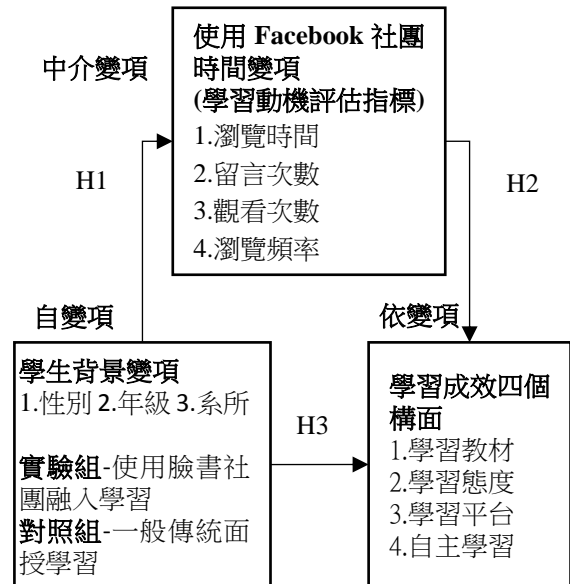 中介變項
使用 Facebook 社團
時間變項
(學習動機評估指標)
1.瀏覽時間
2.留言次數
3.觀看次數
4.瀏覽頻率
H1
H2
自變項
依變項
學生背景變項
1.性別 2.年級 3.系所
實驗組-使用臉書社
團融入學習
對照組-一般傳統面
授學習
H3
學習成效四個
構面
1.學習教材
2.學習態度
3.學習平台
4.自主學習